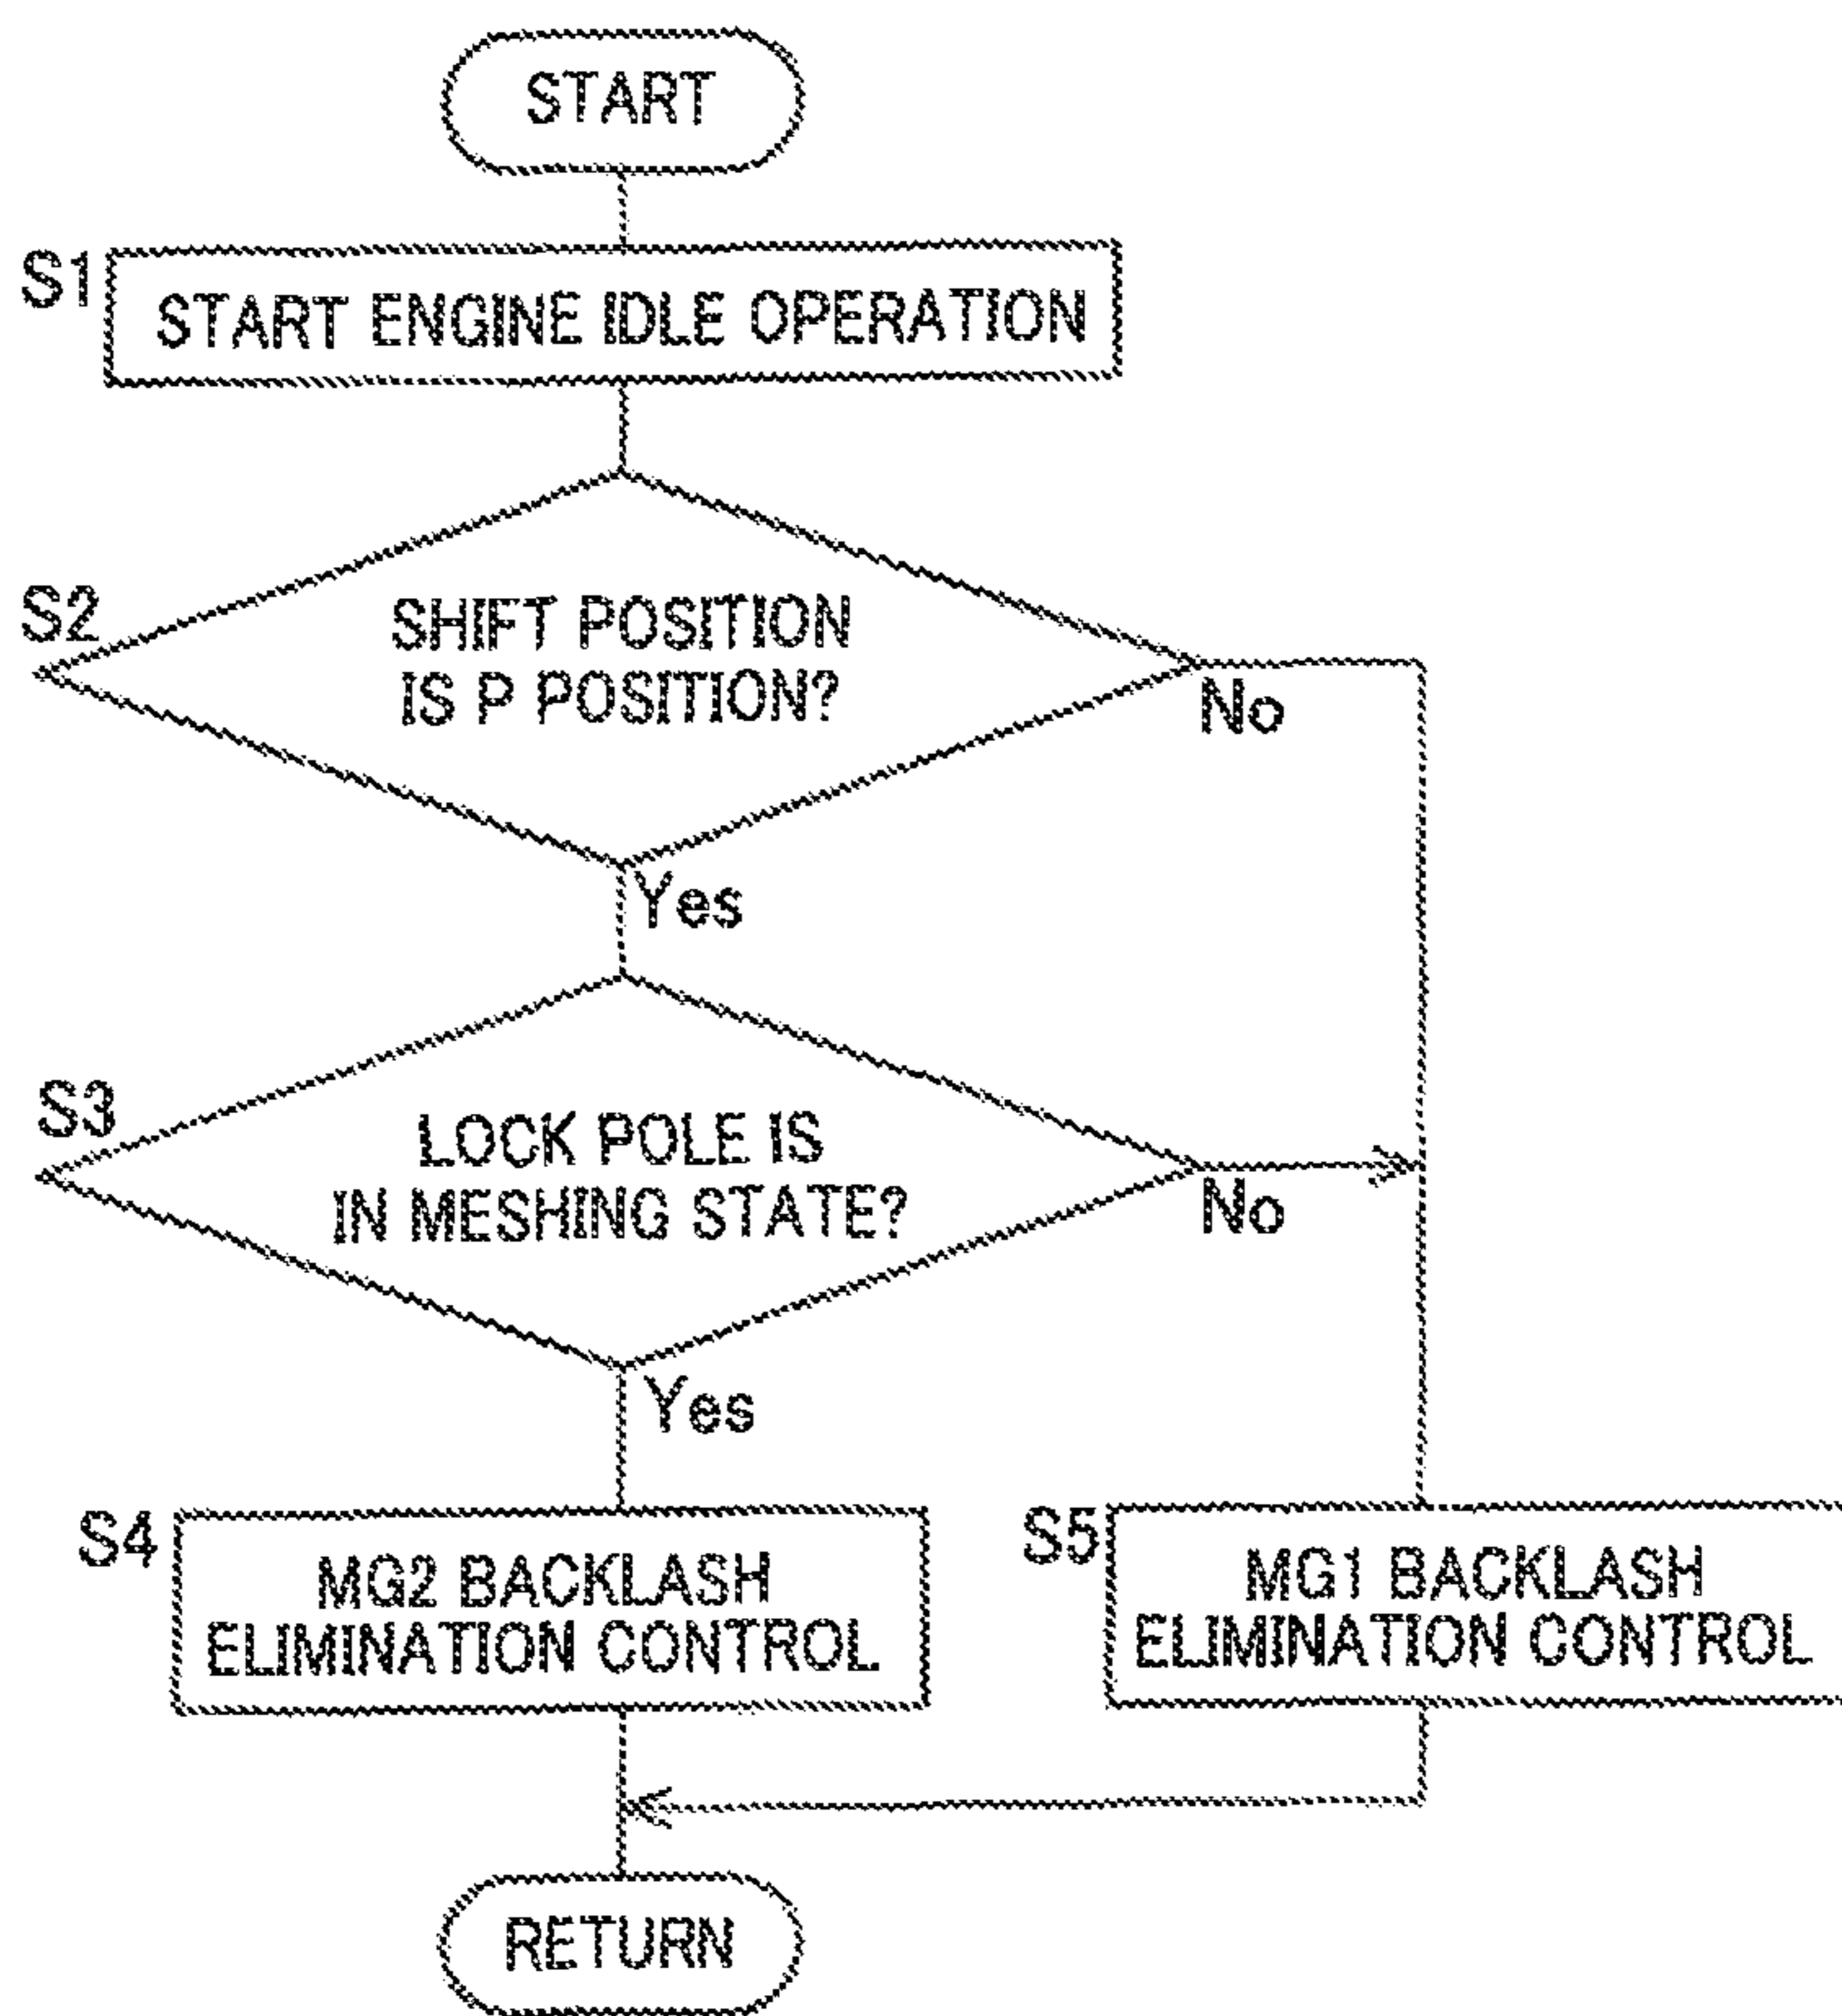 START
S1
START ENGINE IDLE OPERATION
S2
SHIFT POSITION
IS P POSITION?
No
Yes
S3
LOCK POLE IS
IN MESHING STATE?
No
Yes
S4
MG2 BACKLASH
ELIMINATION CONTROL
S5
MG1 BACKLASH
ELIMINATION CONTROL
RETURN